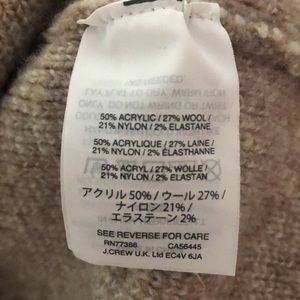 50% ACRYLIC / 27% WOOL /
21% NYLON / 2% ELASTANE
50% ACRYLIQUE / 27% LAINE /
21% NYLON / 2% ELASTHANNE
50% ACRYL / 27% WOLLE /
21% NYLON / 2% ELASTAN
アクリル 50% / ウール 27% /
ナイロン 21% /
エラステーン 2%
SEE REVERSE FOR CARE
RN77388 CA56445
J.CREW U.K. Ltd EC4V 6JA